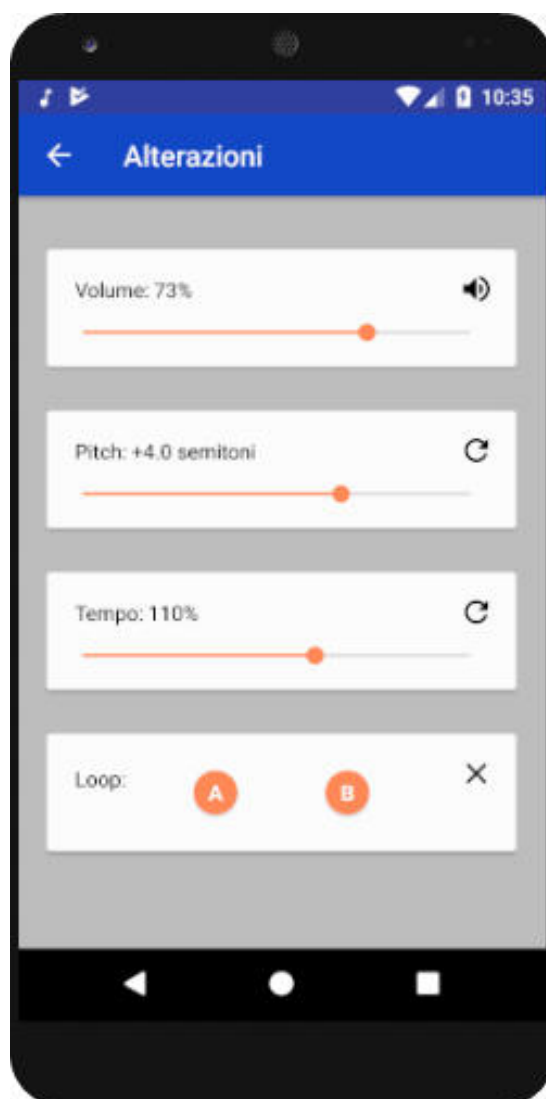 10:35
Alterazioni
Volume: 73%
Pitch: +4.0 semitoni
Tempo: 110%
Loop:
A
B